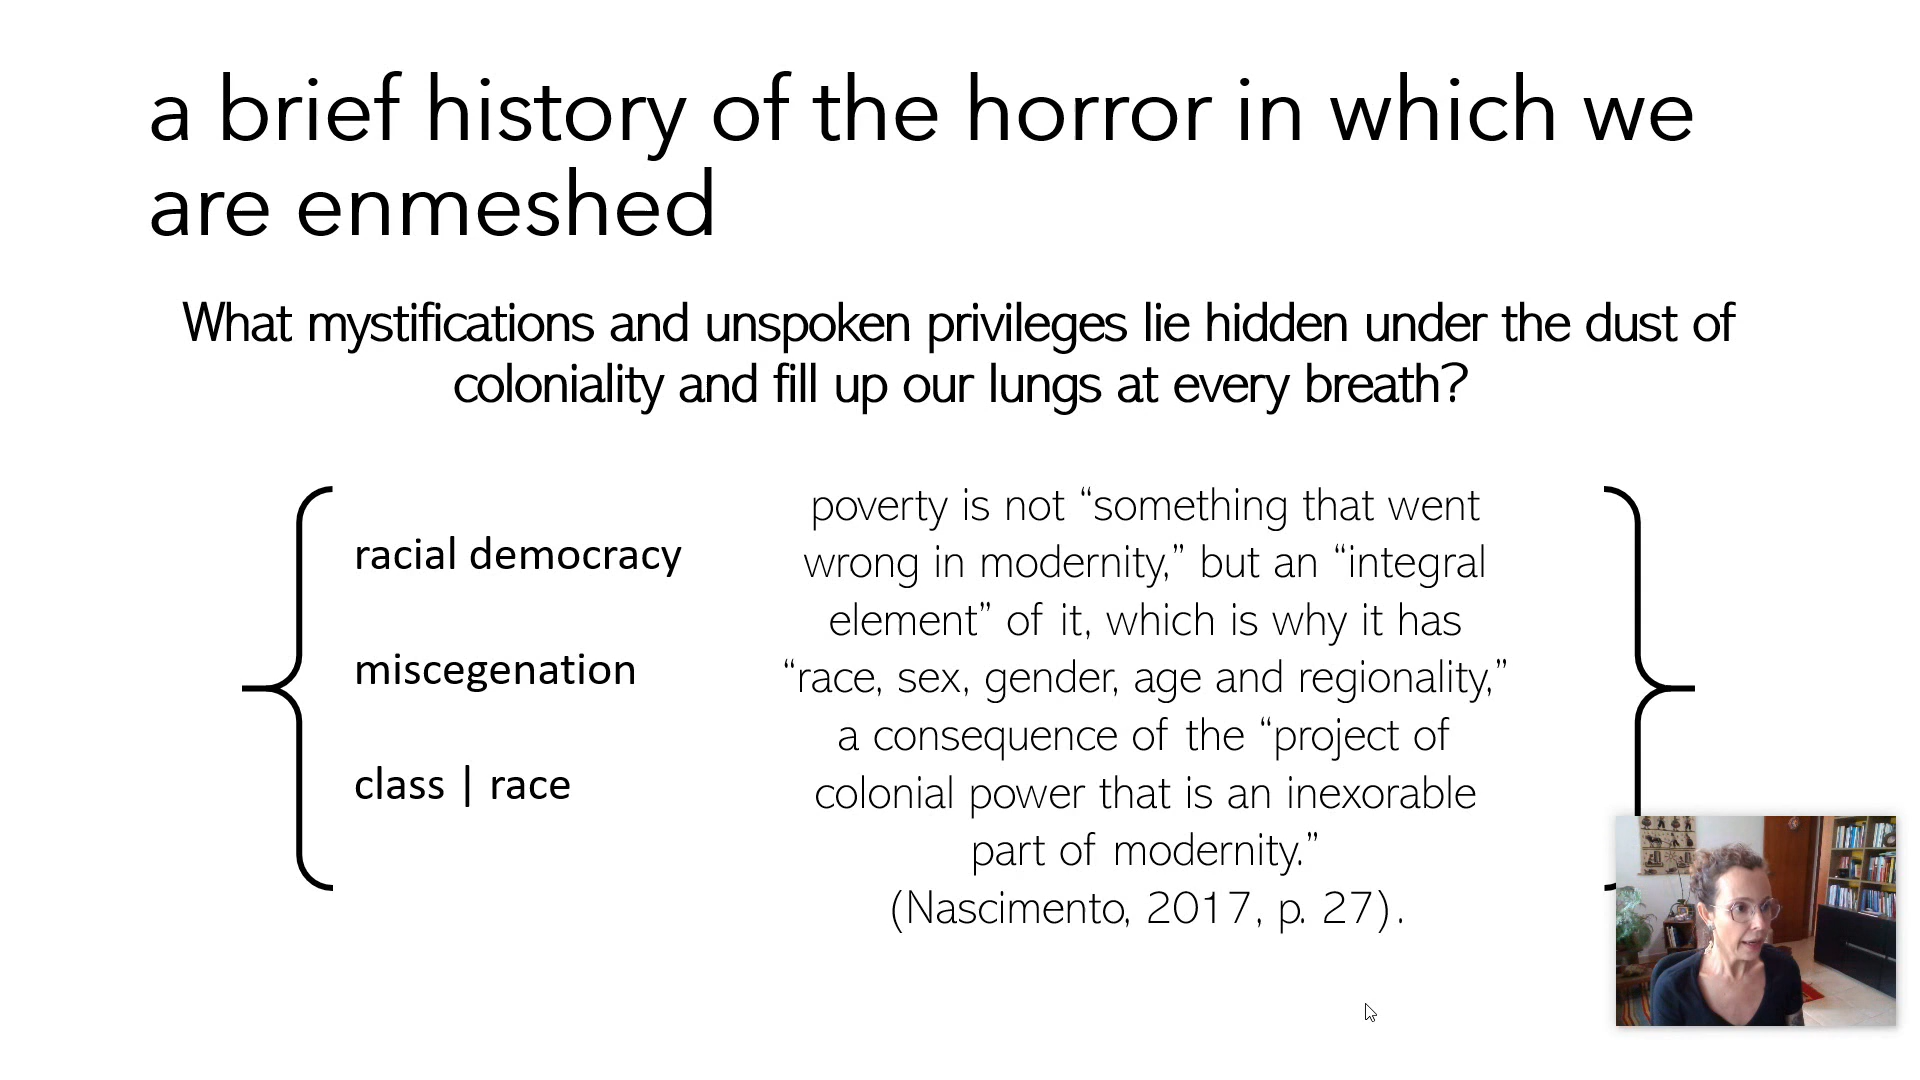 a brief history of the horror in which we
are enmeshed
What mystifications and unspoken privileges lie hidden under the dust of
coloniality and fill up our lungs at every breath?
racial democracy
miscegenation
class | race
poverty is not “something that went
wrong in modernity,” but an “integral
element” of it, which is why it has
“race, sex, gender, age and regionality,”
a consequence of the “project of
colonial power that is an inexorable
part of modernity.”
(Nascimento, 2017, p. 27).